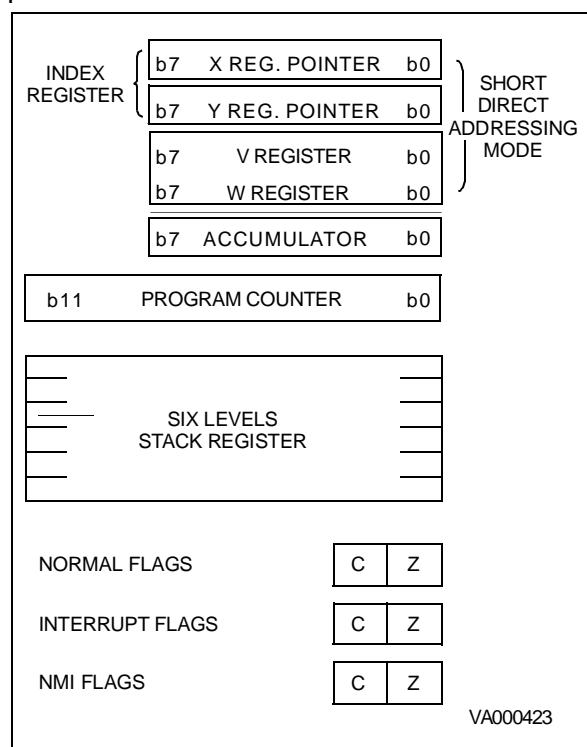 INDEX
REGISTER
b7 X REG. POINTER b0
b7 Y REG. POINTER b0
b7 V REGISTER b0
b7 W REGISTER b0
SHORT
DIRECT
ADDRESSING
MODE
b7 ACCUMULATOR b0
b11 PROGRAM COUNTER b0
SIX LEVELS
STACK REGISTER
NORMAL FLAGS C Z
INTERRUPT FLAGS C Z
NMI FLAGS C Z
VA000423